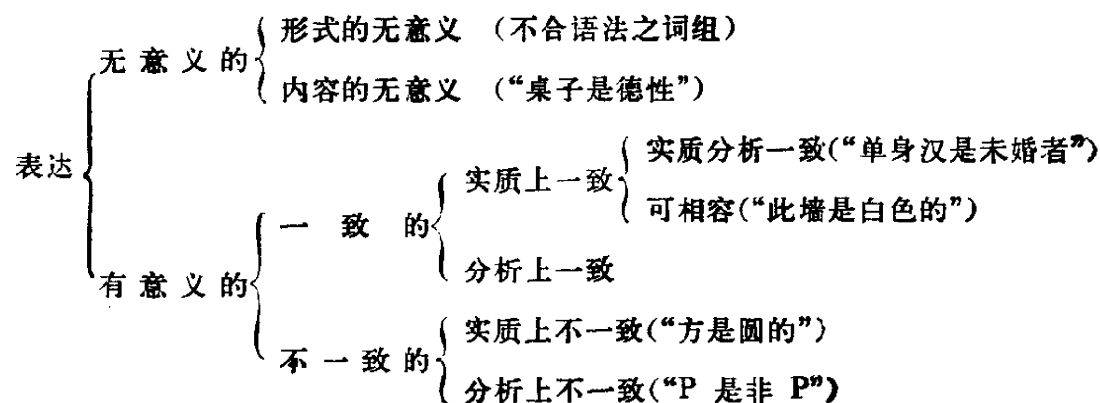 形式的无意义 （不合语法之词组）
无意义的
内容的无意义 （“桌子是德性”）
实质分析一致(“单身汉是未婚者”)
表达
实质上一致
可相容(“此墙是白色的”)
一致的
分析上一致
有意义的
实质上不一致(“方是圆的”)
不一致的
分析上不一致(“P 是非 P”)